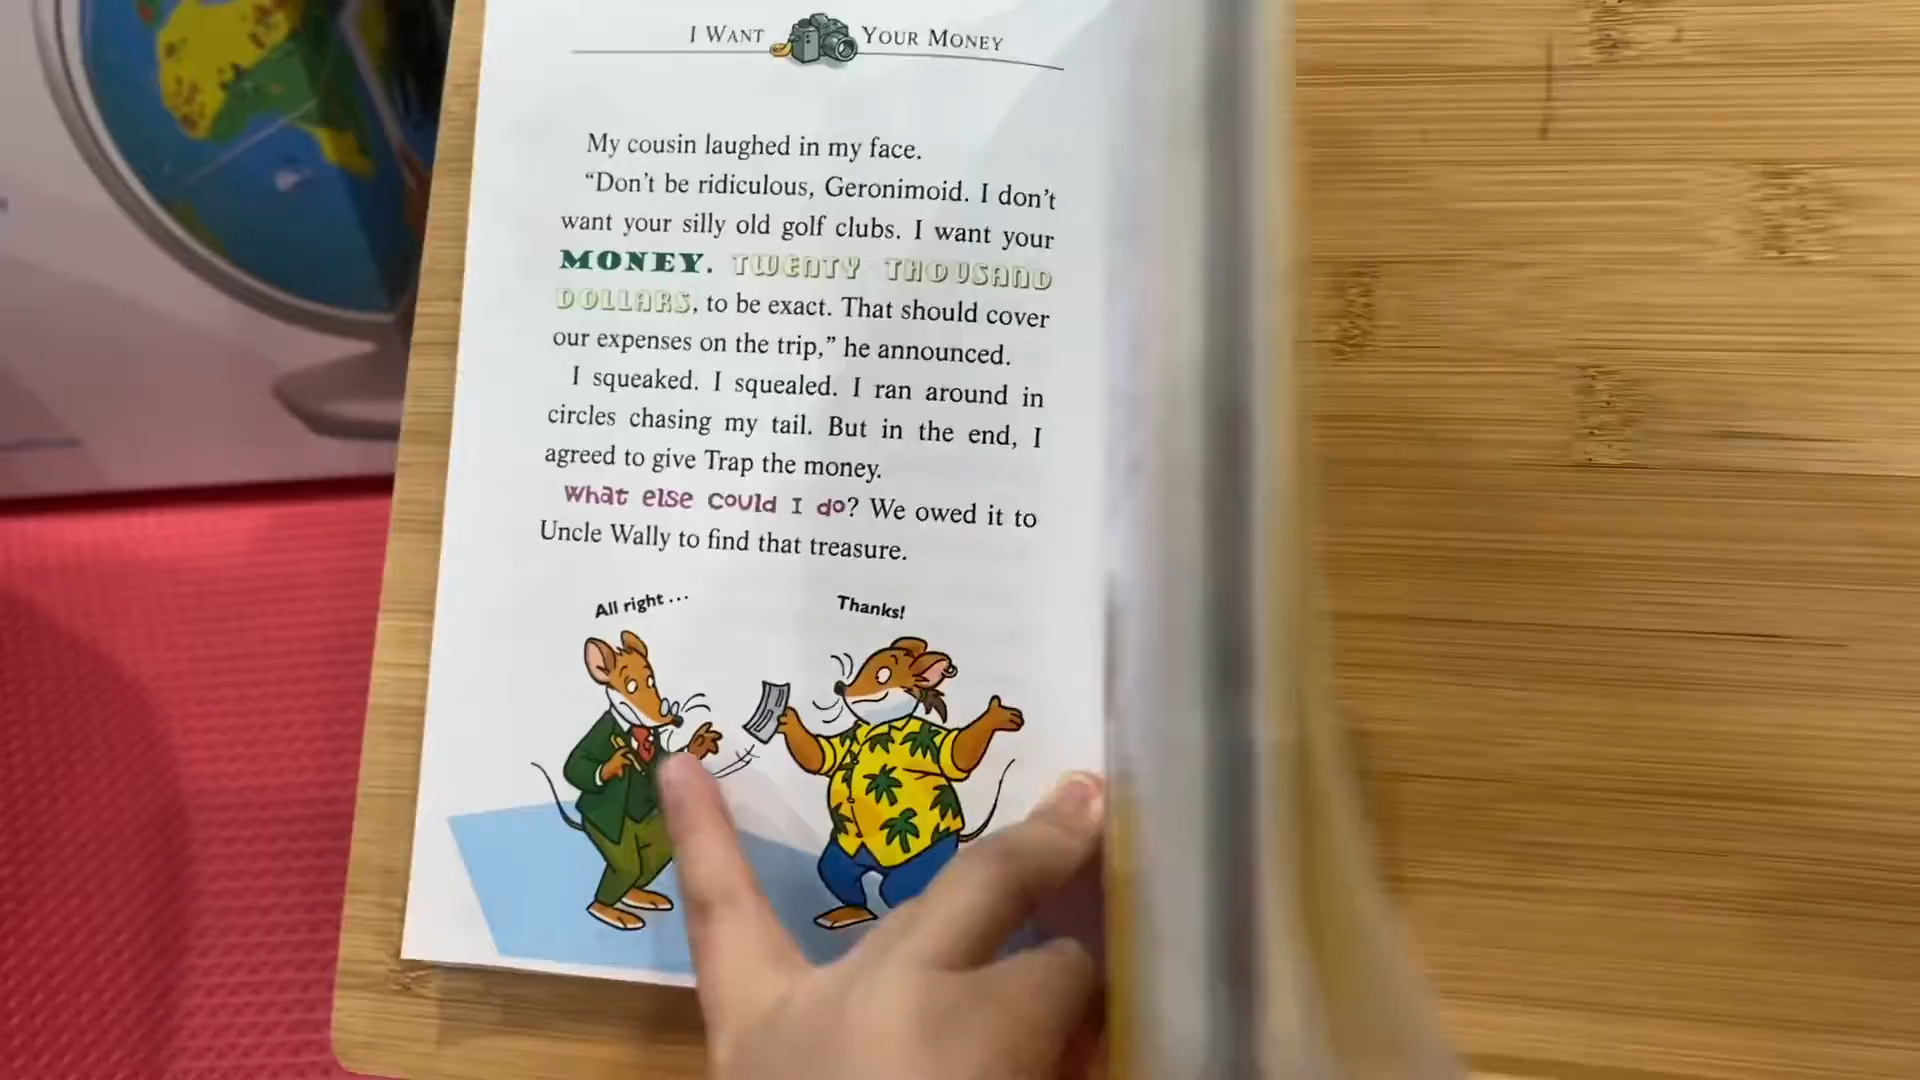 I WANT YOUR MONEY
My cousin laughed in my face.
“Don’t be ridiculous, Geronimoid. I don’t
want your silly old golf clubs. I want your
MONEY. TWENTY THOUSAND
DOLLARS, to be exact. That should cover
our expenses on the trip,” he announced.
I squeaked. I squealed. I ran around in
circles chasing my tail. But in the end, I
agreed to give Trap the money.
What else could I do? We owed it to
Uncle Wally to find that treasure.
All right ...
Thanks!